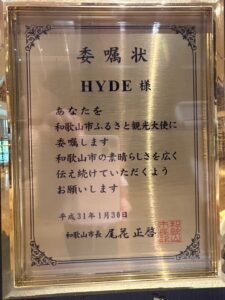 委嘱状
HYDE 様
あなたを
和歌山市ふるさと観光大使に
委嘱します
和歌山市の素晴らしさを広く
伝え続けていただくよう
お願いします
平成31年1月30日
和歌山市長 尾花 正啓